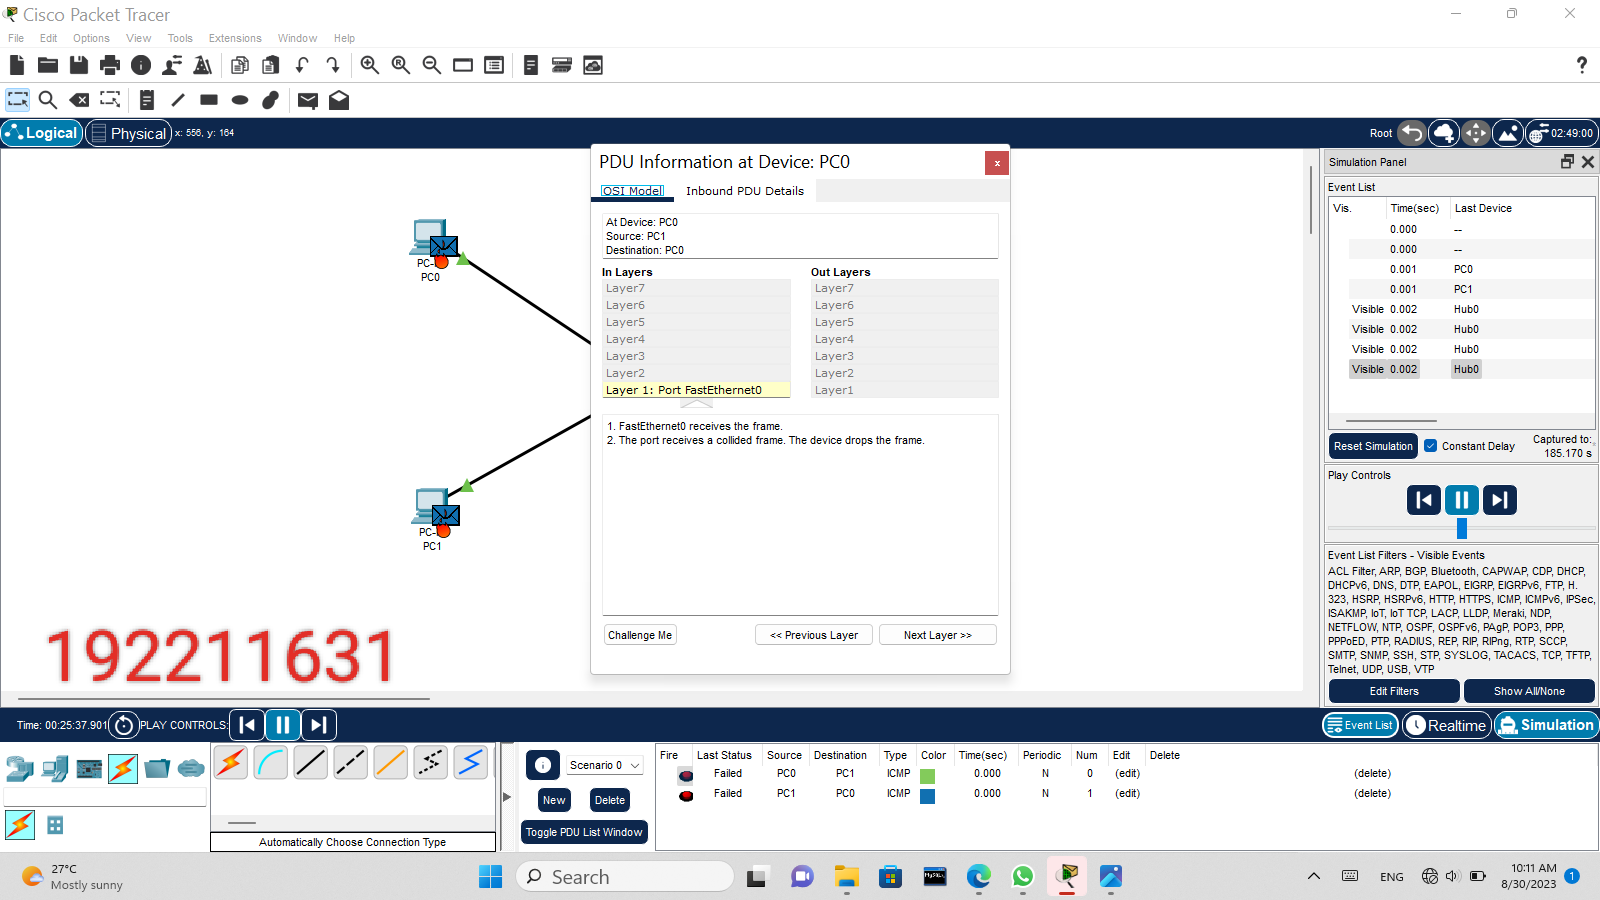 Cisco Packet Tracer
File Edit Options View Tools Extensions Window Help
Logical Physical x: 556, y: 164 Root 02:49:00
PDU Information at Device: PC0 x
OSI Model Inbound PDU Details
At Device: PC0
Source: PC1
Destination: PC0
In Layers Out Layers
Layer7 Layer7
Layer6 Layer6
Layer5 Layer5
Layer4 Layer4
Layer3 Layer3
Layer2 Layer2
Layer 1: Port FastEthernet0 Layer1
1. FastEthernet0 receives the frame.
2. The port receives a collided frame. The device drops the frame.
Challenge Me << Previous Layer Next Layer >>
PC-
PC0
PC-
PC1
192211631
Simulation Panel
Event List
Vis. Time(sec) Last Device
0.000 --
0.000 --
0.001 PC0
0.001 PC1
Visible 0.002 Hub0
Visible 0.002 Hub0
Visible 0.002 Hub0
Visible 0.002 Hub0
Reset Simulation Constant Delay Captured to:
185.170 s
Play Controls
Event List Filters - Visible Events
ACL Filter, ARP, BGP, Bluetooth, CAPWAP, CDP, DHCP,
DHCPv6, DNS, DTP, EAPOL, EIGRP, EIGRPv6, FTP, H.
323, HSRP, HSRPv6, HTTP, HTTPS, ICMP, ICMPv6, IPSec,
ISAKMP, IoT, IoT TCP, LACP, LLDP, Meraki, NDP,
NETFLOW, NTP, OSPF, OSPFv6, PAgP, POP3, PPP,
PPPoED, PTP, RADIUS, REP, RIP, RIPng, RTP, SCCP,
SMTP, SNMP, SSH, STP, SYSLOG, TACACS, TCP, TFTP,
Telnet, UDP, USB, VTP
Edit Filters Show All/None
Time: 00:25:37.901 PLAY CONTROLS: Event List Realtime Simulation
Scenario 0
New Delete
Toggle PDU List Window
Fire Last Status Source Destination Type Color Time(sec) Periodic Num Edit Delete
Failed PC0 PC1 ICMP 0.000 N 0 (edit) (delete)
Failed PC1 PC0 ICMP 0.000 N 1 (edit) (delete)
Automatically Choose Connection Type
27°C
Mostly sunny
Search
MySQL
ENG
10:11 AM
8/30/2023
1